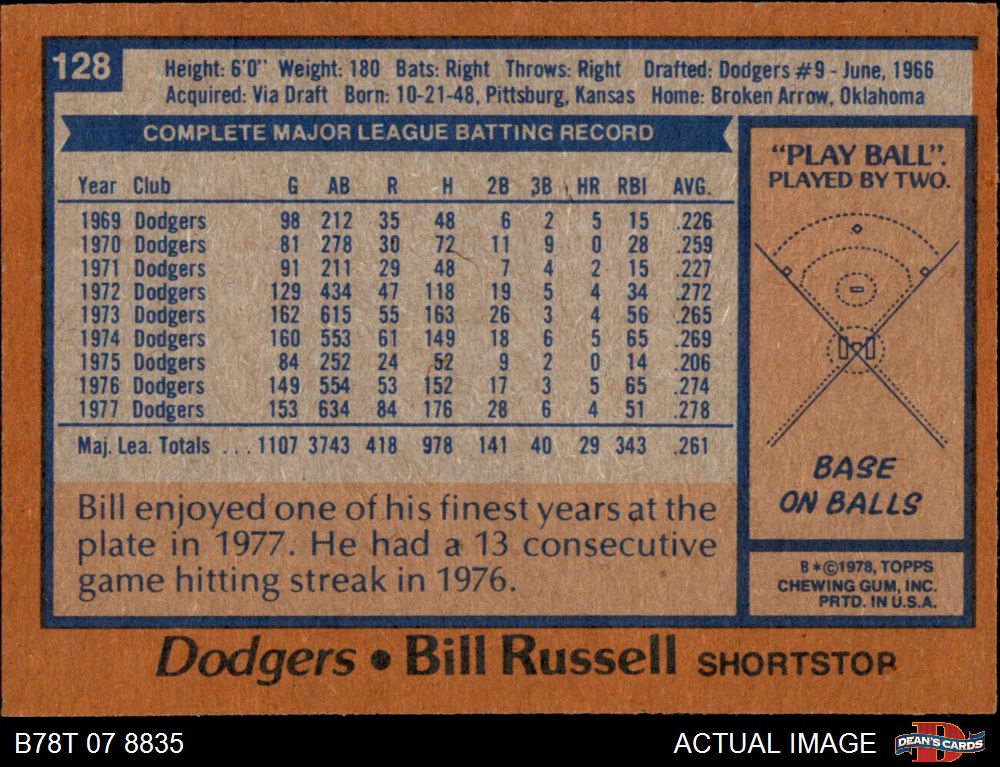 128
Height: 6'0" Weight: 180 Bats: Right Throws: Right Drafted: Dodgers #9 - June, 1966
Acquired: Via Draft Born: 10-21-48, Pittsburg, Kansas Home: Broken Arrow, Oklahoma
COMPLETE MAJOR LEAGUE BATTING RECORD
Year Club G AB R H 2B 3B HR RBI AVG.
1969 Dodgers 98 212 35 48 6 2 5 15 .226
1970 Dodgers 81 278 30 72 11 9 0 28 .259
1971 Dodgers 91 211 29 48 7 4 2 15 .227
1972 Dodgers 129 434 47 118 19 5 4 34 .272
1973 Dodgers 162 615 55 163 26 3 4 56 .265
1974 Dodgers 160 553 61 149 18 6 5 65 .269
1975 Dodgers 84 252 24 52 9 2 0 14 .206
1976 Dodgers 149 554 53 152 17 3 5 65 .274
1977 Dodgers 153 634 84 176 28 6 4 51 .278
Maj. Lea. Totals ... 1107 3743 418 978 141 40 29 343 .261
Bill enjoyed one of his finest years at the
plate in 1977. He had a 13 consecutive
game hitting streak in 1976.
"PLAY BALL".
PLAYED BY TWO.
BASE
ON BALLS
B*©1978, TOPPS
CHEWING GUM, INC.
PRTD. IN U.S.A.
Dodgers • Bill Russell SHORTSTOP
B78T 07 8835
ACTUAL IMAGE
D
DEAN'S CARDS